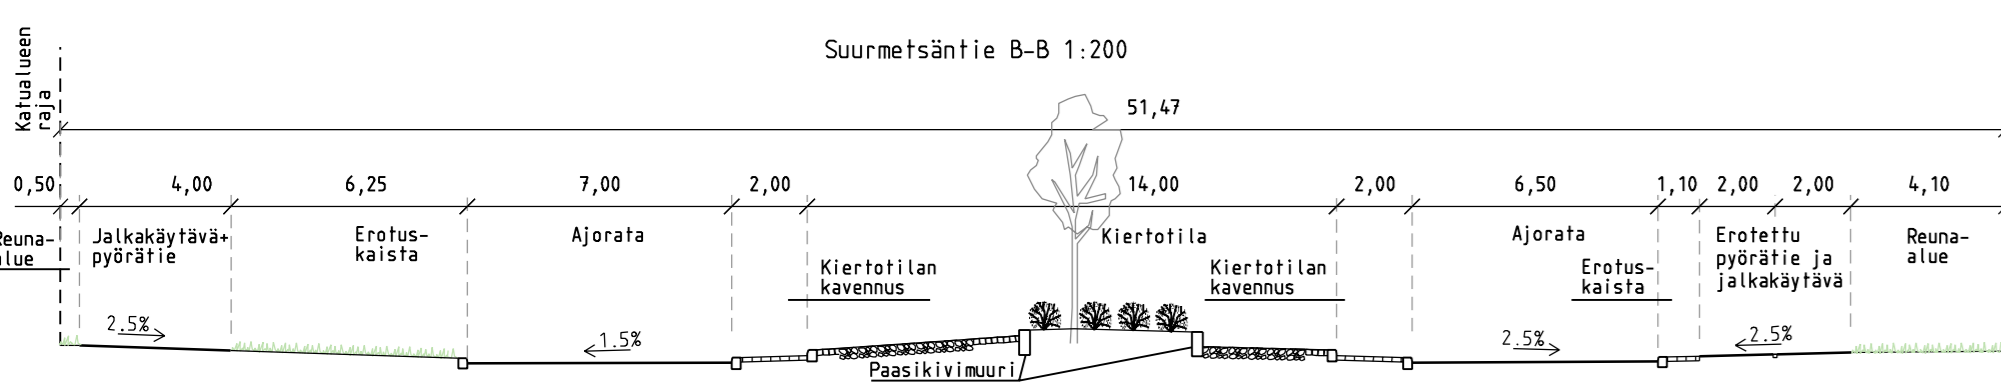 Katualueen
raja
Suurmetsäntie B-B 1:200
51,47
0,50 4,00 6,25 7,00 2,00 14,00 2,00 6,50 1,10 2,00 2,00 4,10
Jalkakäytävä+
pyörätie
Erotus-
kaista
Ajorata
Kiertotilan
kavennus
Kiertotila
Kiertotilan
kavennus
Ajorata
Erotus-
kaista
Erotettu
pyörätie ja
jalkakäytävä
Reuna-
alue
2.5% 1.5% 2.5% 2.5%
Paasikivimuuri